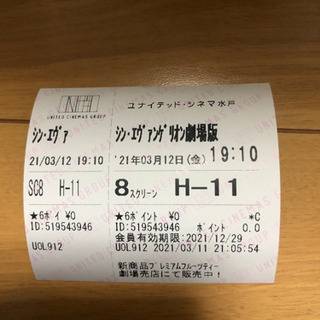 UNITED CINEMAS GROUP
ユナイテッド・シネマ水戸
シン・エヴァ
シン・エヴァンゲリオン劇場版
21/03/12 19:10
'21年03月12日(金) 19:10
SC8 H-11
8スクリーン H-11
★6ポイ ¥0
ID:519543946
UOL912
★6ポイント ¥0 *C
ID:519543946 ポイント 0.0
会員有効期限:2021/12/29
UOL912 2021/03/11 21:05:54
新商品プレミアムフルーツティー
劇場売店にて販売中!